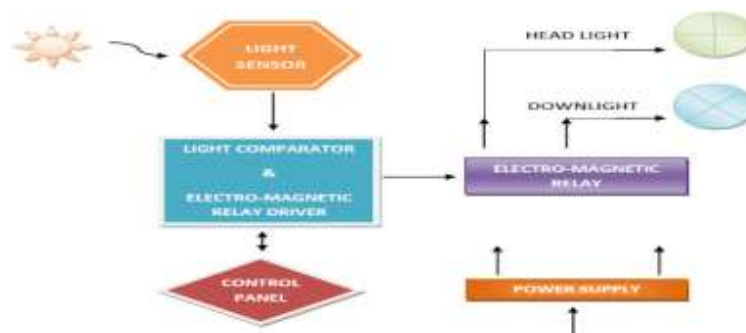 LIGHT
SENSOR
HEAD LIGHT
DOWNLIGHT
LIGHT COMPARATOR
&
ELECTRO-MAGNETIC
RELAY DRIVER
ELECTRO-MAGNETIC
RELAY
CONTROL
PANEL
POWER SUPPLY